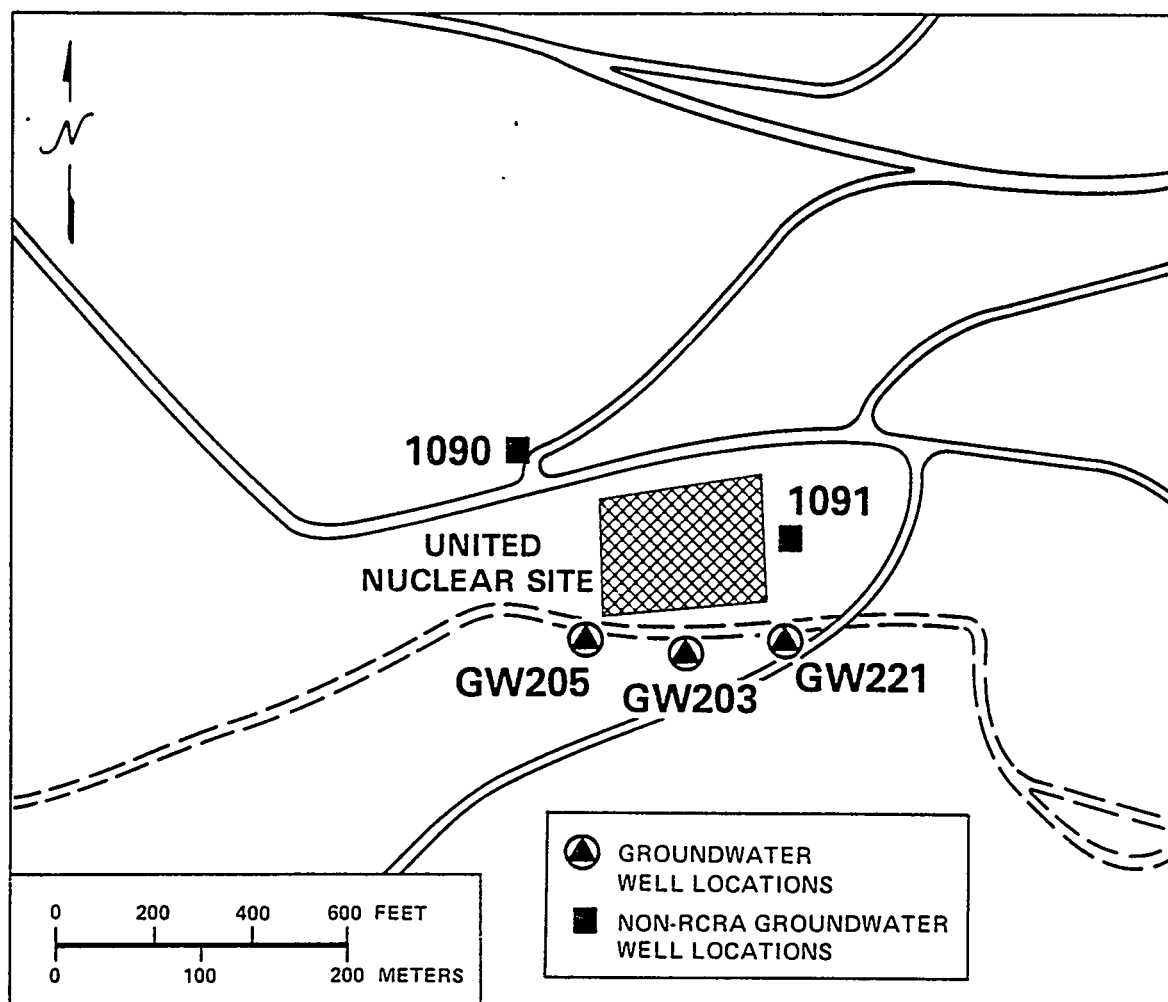 N
1090
1091
UNITED
NUCLEAR SITE
GW205
GW203
GW221
GROUNDWATER
WELL LOCATIONS
NON-RCRA GROUNDWATER
WELL LOCATIONS
0 200 400 600 FEET
0 100 200 METERS